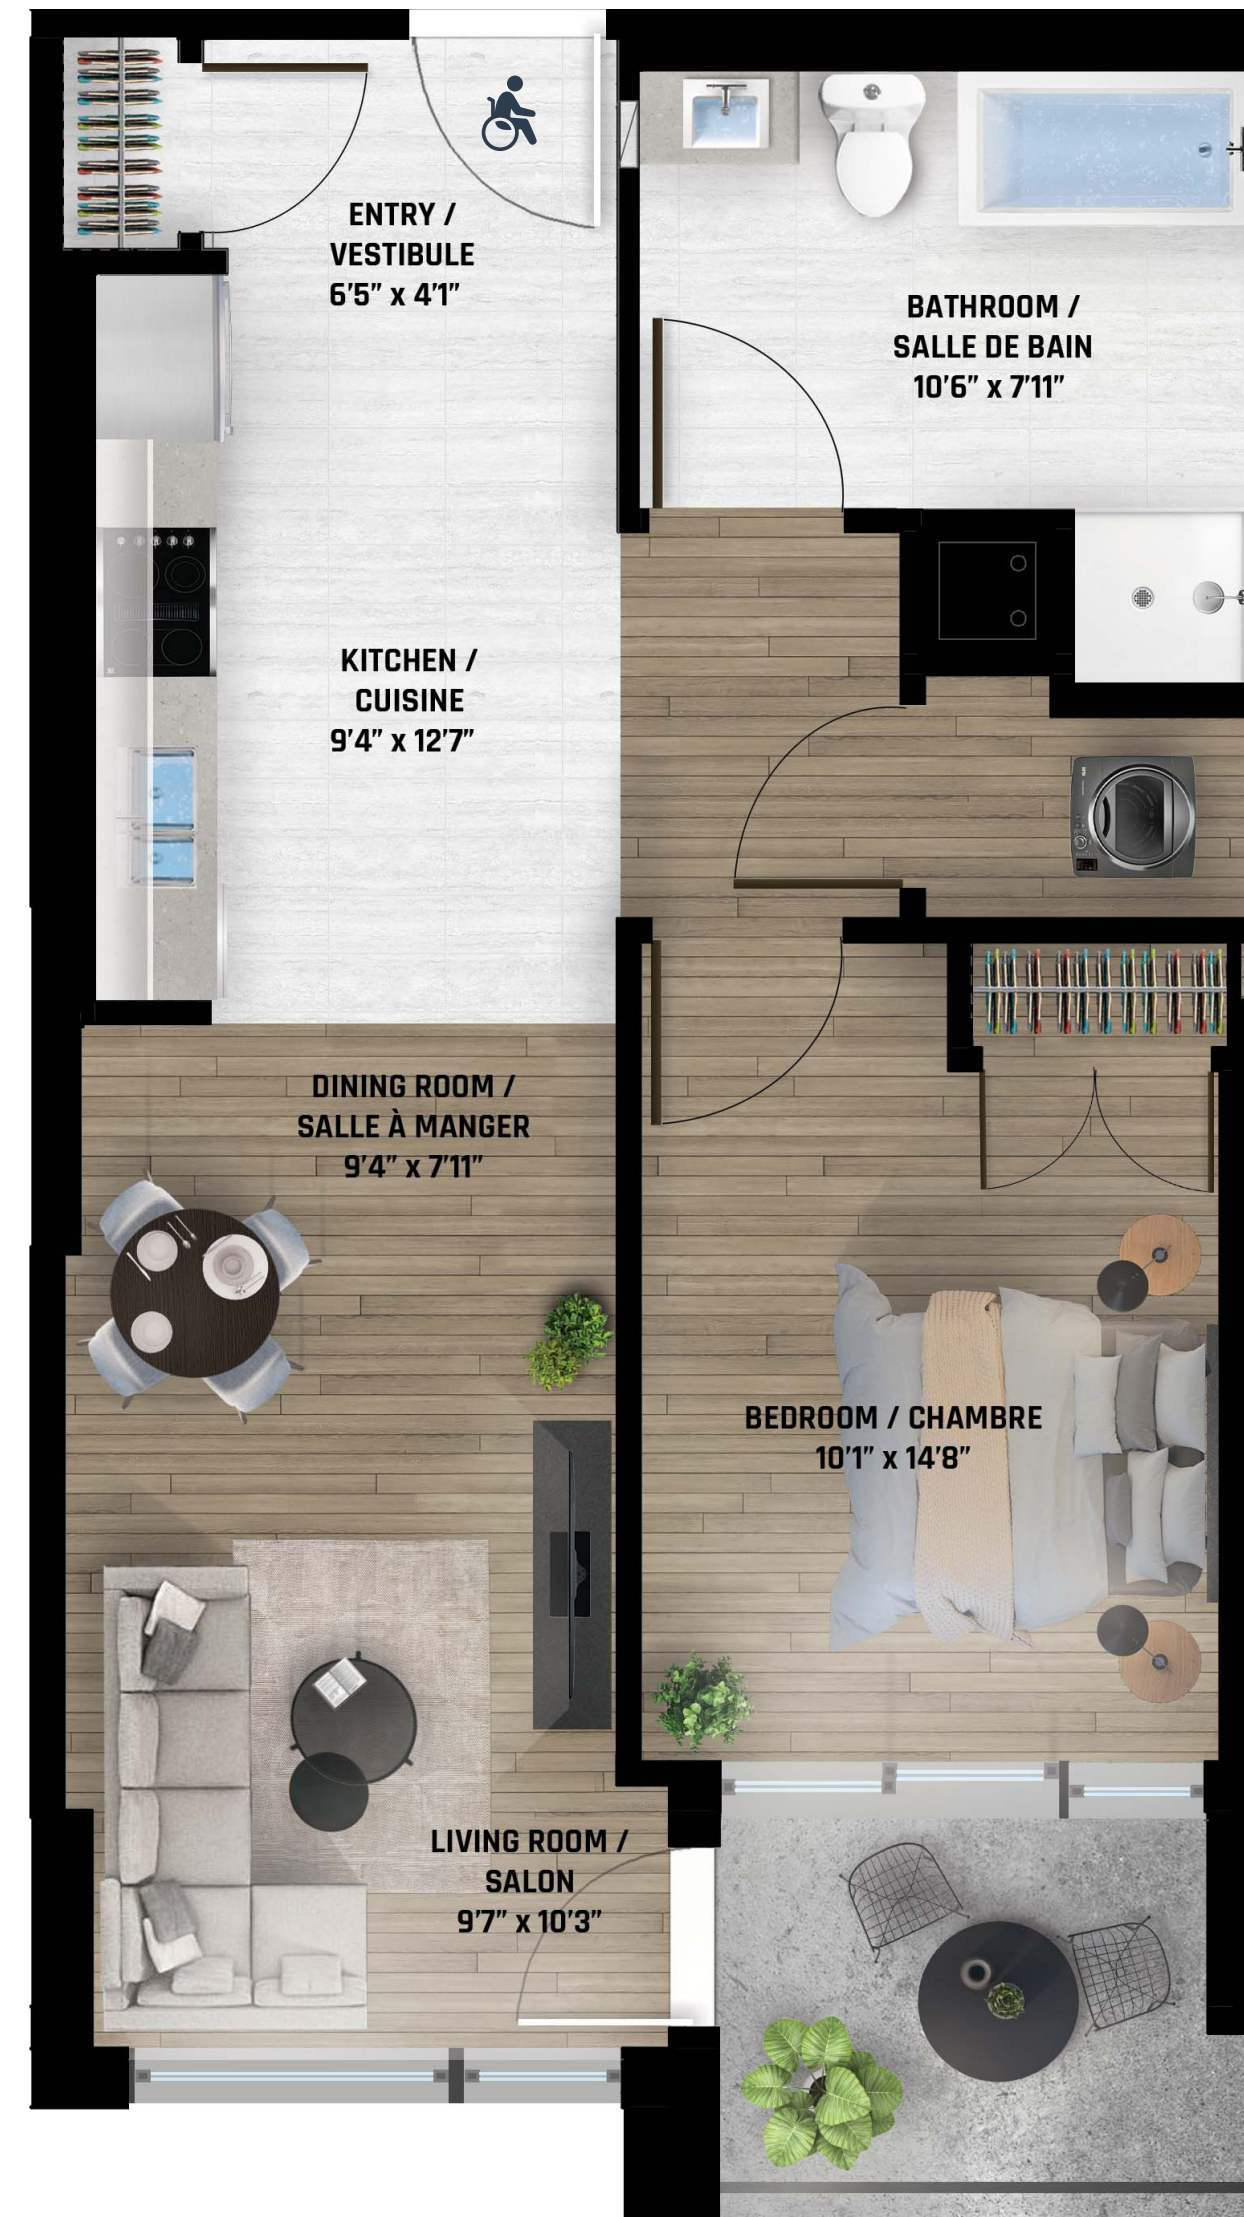 ENTRY /
VESTIBULE
6'5" x 4'1"
BATHROOM /
SALLE DE BAIN
10'6" x 7'11"
KITCHEN /
CUISINE
9'4" x 12'7"
DINING ROOM /
SALLE À MANGER
9'4" x 7'11"
BEDROOM / CHAMBRE
10'1" x 14'8"
LIVING ROOM /
SALON
9'7" x 10'3"